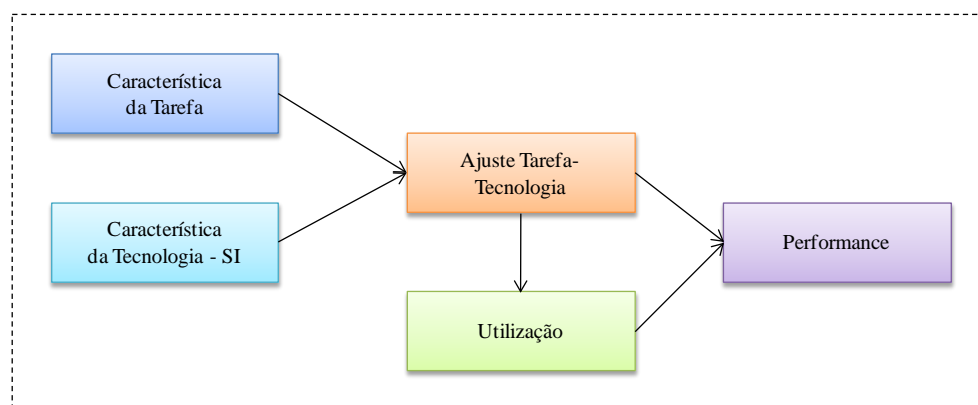 Característica
da Tarefa
Ajuste Tarefa-
Tecnologia
Característica
da Tecnologia - SI
Performance
Utilização